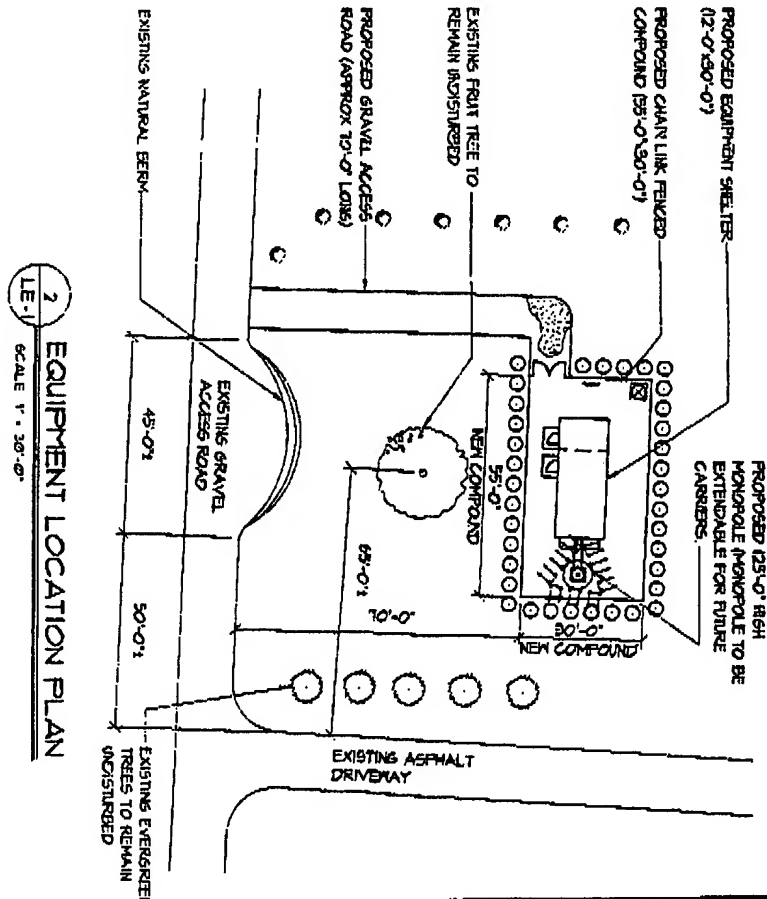 PROPOSED EQUIPMENT SHELTER
(12'-0"x30'-0")
PROPOSED CHAIN LINK FENCED
COMPOUND (55'-0"x30'-0")
EXISTING FRUIT TREE TO
REMAIN UNDISTURBED
PROPOSED GRAVEL ACCESS
ROAD (APPROX 70'-0" LONG)
EXISTING NATURAL BERM
PROPOSED 125'-0" HIGH
MONOPOLE (MONOPOLE TO BE
EXTENDABLE FOR FUTURE
CARRIERS.
55'-0"
NEW COMPOUND
30'-0"
NEW COMPOUND
70'-0"
65'-0"±
45'-0"±
50'-0"±
EXISTING GRAVEL
ACCESS ROAD
EXISTING ASPHALT
DRIVEWAY
EXISTING EVERGREEN
TREES TO REMAIN
UNDISTURBED
2
LE-1
EQUIPMENT LOCATION PLAN
SCALE 1" = 30'-0"